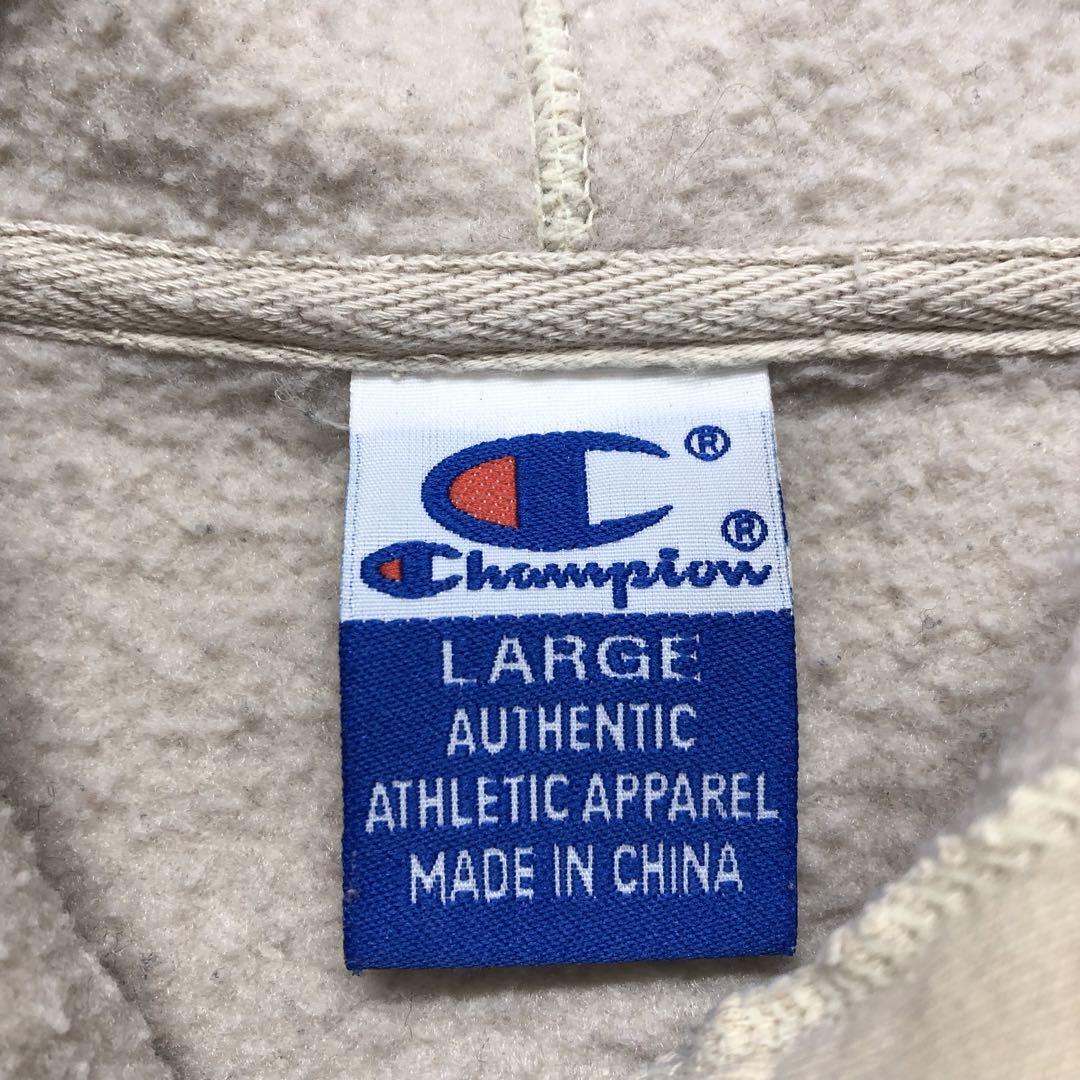 ®
Champion®
LARGE
AUTHENTIC
ATHLETIC APPAREL
MADE IN CHINA